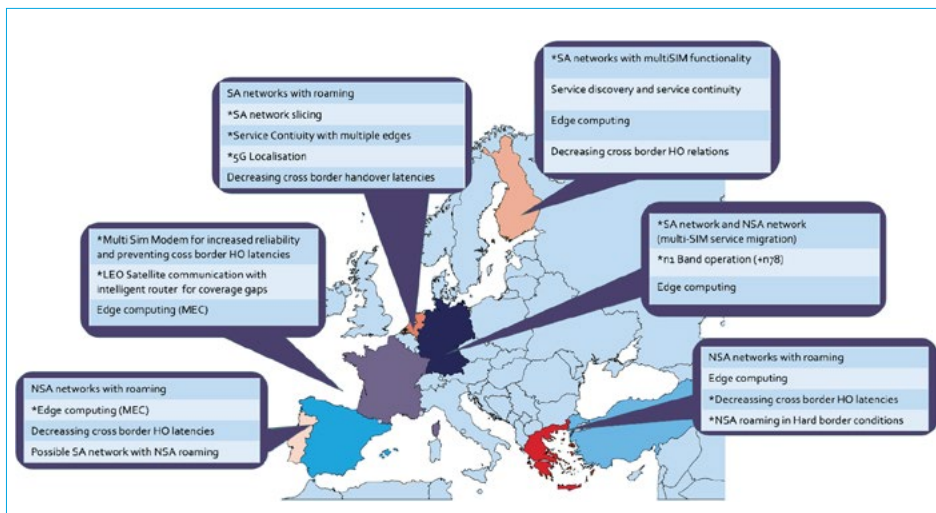 *SA networks with multiSIM functionality
Service discovery and service continuity
Edge computing
Decreasing cross border HO relations
SA networks with roaming
*SA network slicing
*Service Contiuity with multiple edges
*5G Localisation
Decreasing cross border handover latencies
*Multi Sim Modem for increased reliability
and preventing coss border HO latencies
*LEO Satellite communication with
intelligent router for coverage gaps
Edge computing (MEC)
*SA network and NSA network
(multi-SIM service migration)
*n1 Band operation (+n78)
Edge computing
NSA networks with roaming
*Edge computing (MEC)
Decreassing cross border HO latencies
Possible SA network with NSA roaming
NSA networks with roaming
Edge computing
*Decreassing cross border HO latencies
*NSA roaming in Hard border conditions